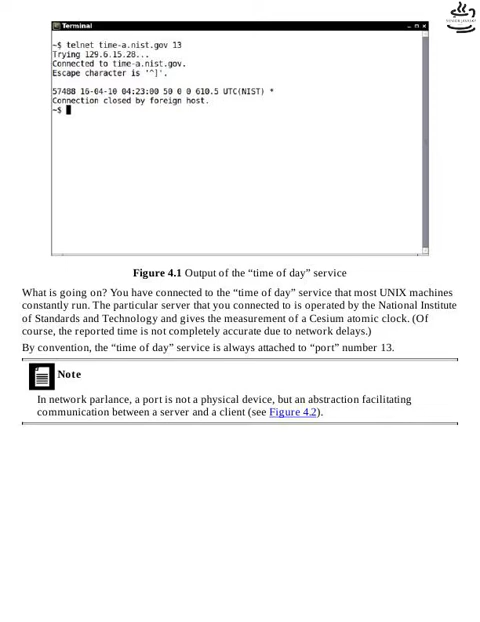 Terminal
~$ telnet time-a.nist.gov 13
Trying 129.6.15.28...
Connected to time-a.nist.gov.
Escape character is '^]'.
57488 16-04-10 04:23:00 50 0 0 610.5 UTC(NIST) *
Connection closed by foreign host.
~$
Figure 4.1 Output of the “time of day” service
What is going on? You have connected to the “time of day” service that most UNIX machines
constantly run. The particular server that you connected to is operated by the National Institute
of Standards and Technology and gives the measurement of a Cesium atomic clock. (Of
course, the reported time is not completely accurate due to network delays.)
By convention, the “time of day” service is always attached to “port” number 13.
Note
In network parlance, a port is not a physical device, but an abstraction facilitating
communication between a server and a client (see Figure 4.2).